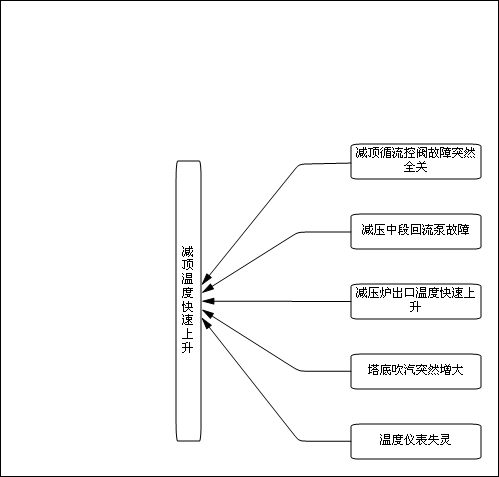 减顶循流控阀故障突然
全关
减压中段回流泵故障
减顶温度快速上升
减压炉出口温度快速上
升
塔底吹汽突然增大
温度仪表失灵